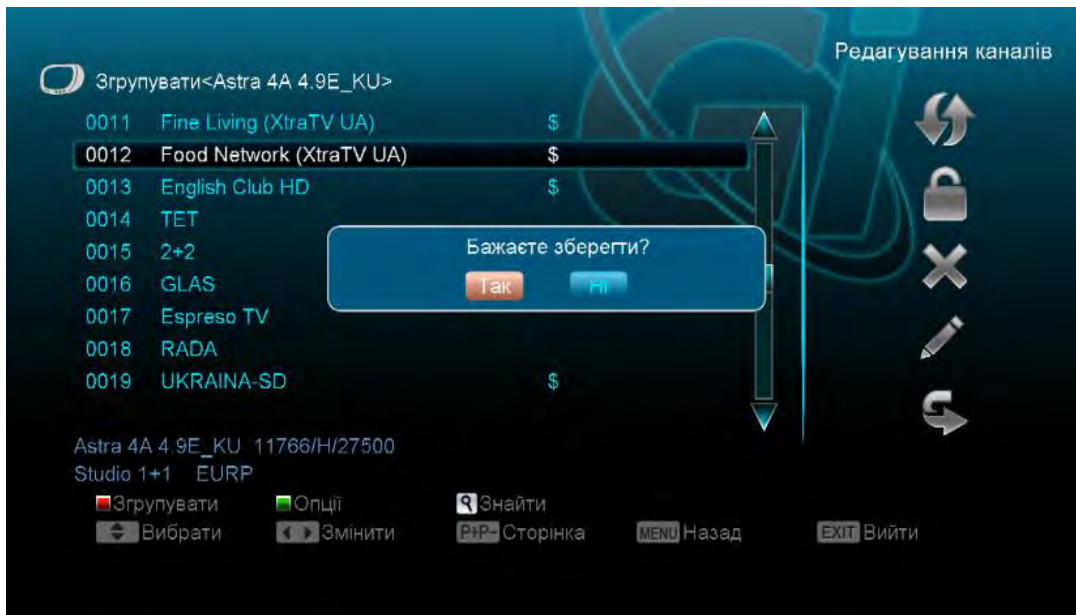 Редагування каналів
Згрупувати<Astra 4A 4.9E_KU>
0011 Fine Living (XtraTV UA) $
0012 Food Network (XtraTV UA) $
0013 English Club HD $
0014 TET
0015 2+2
0016 GLAS
0017 Espreso TV
0018 RADA
0019 UKRAINA-SD $
Бажаєте зберегти?
Так Ні
Astra 4A 4.9E_KU 11766/H/27500
Studio 1+1 EURP
Згрупувати Опції Знайти
Вибрати Змінити P+P- Сторінка MENU Назад EXIT Вийти